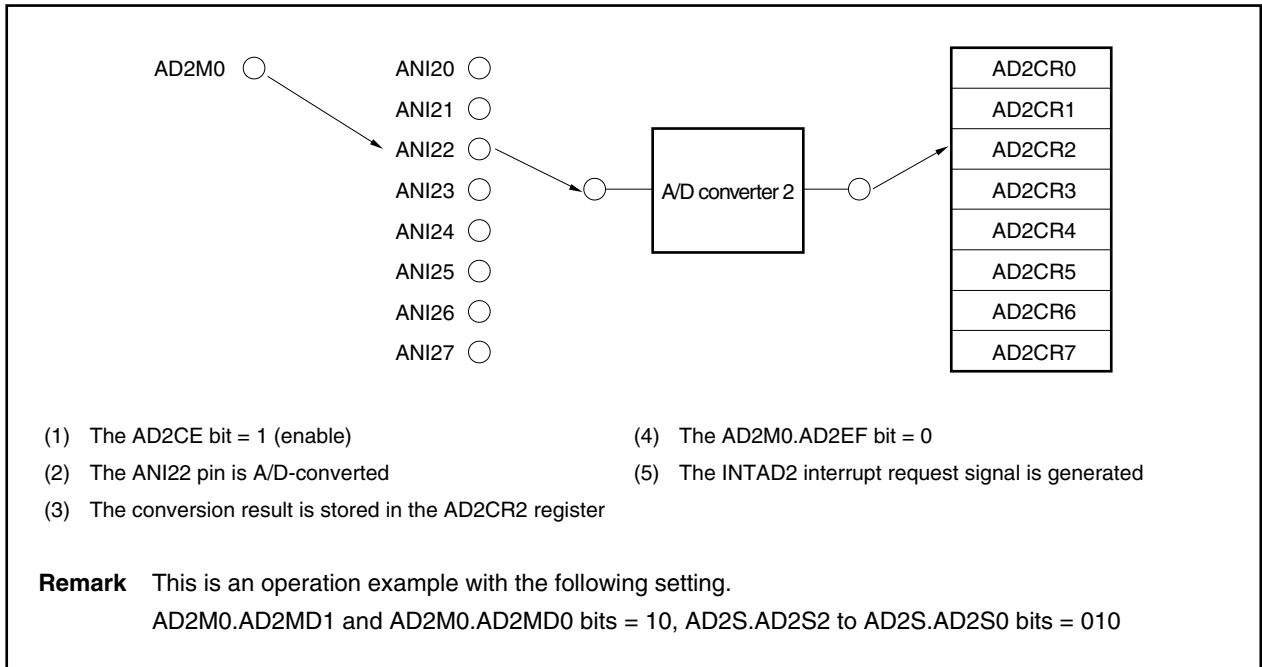 AD2M0
ANI20
ANI21
ANI22
ANI23
ANI24
ANI25
ANI26
ANI27
A/D converter 2
AD2CR0
AD2CR1
AD2CR2
AD2CR3
AD2CR4
AD2CR5
AD2CR6
AD2CR7
(1) The AD2CE bit = 1 (enable)
(2) The ANI22 pin is A/D-converted
(3) The conversion result is stored in the AD2CR2 register
(4) The AD2M0.AD2EF bit = 0
(5) The INTAD2 interrupt request signal is generated
Remark This is an operation example with the following setting.
AD2M0.AD2MD1 and AD2M0.AD2MD0 bits = 10, AD2S.AD2S2 to AD2S.AD2S0 bits = 010